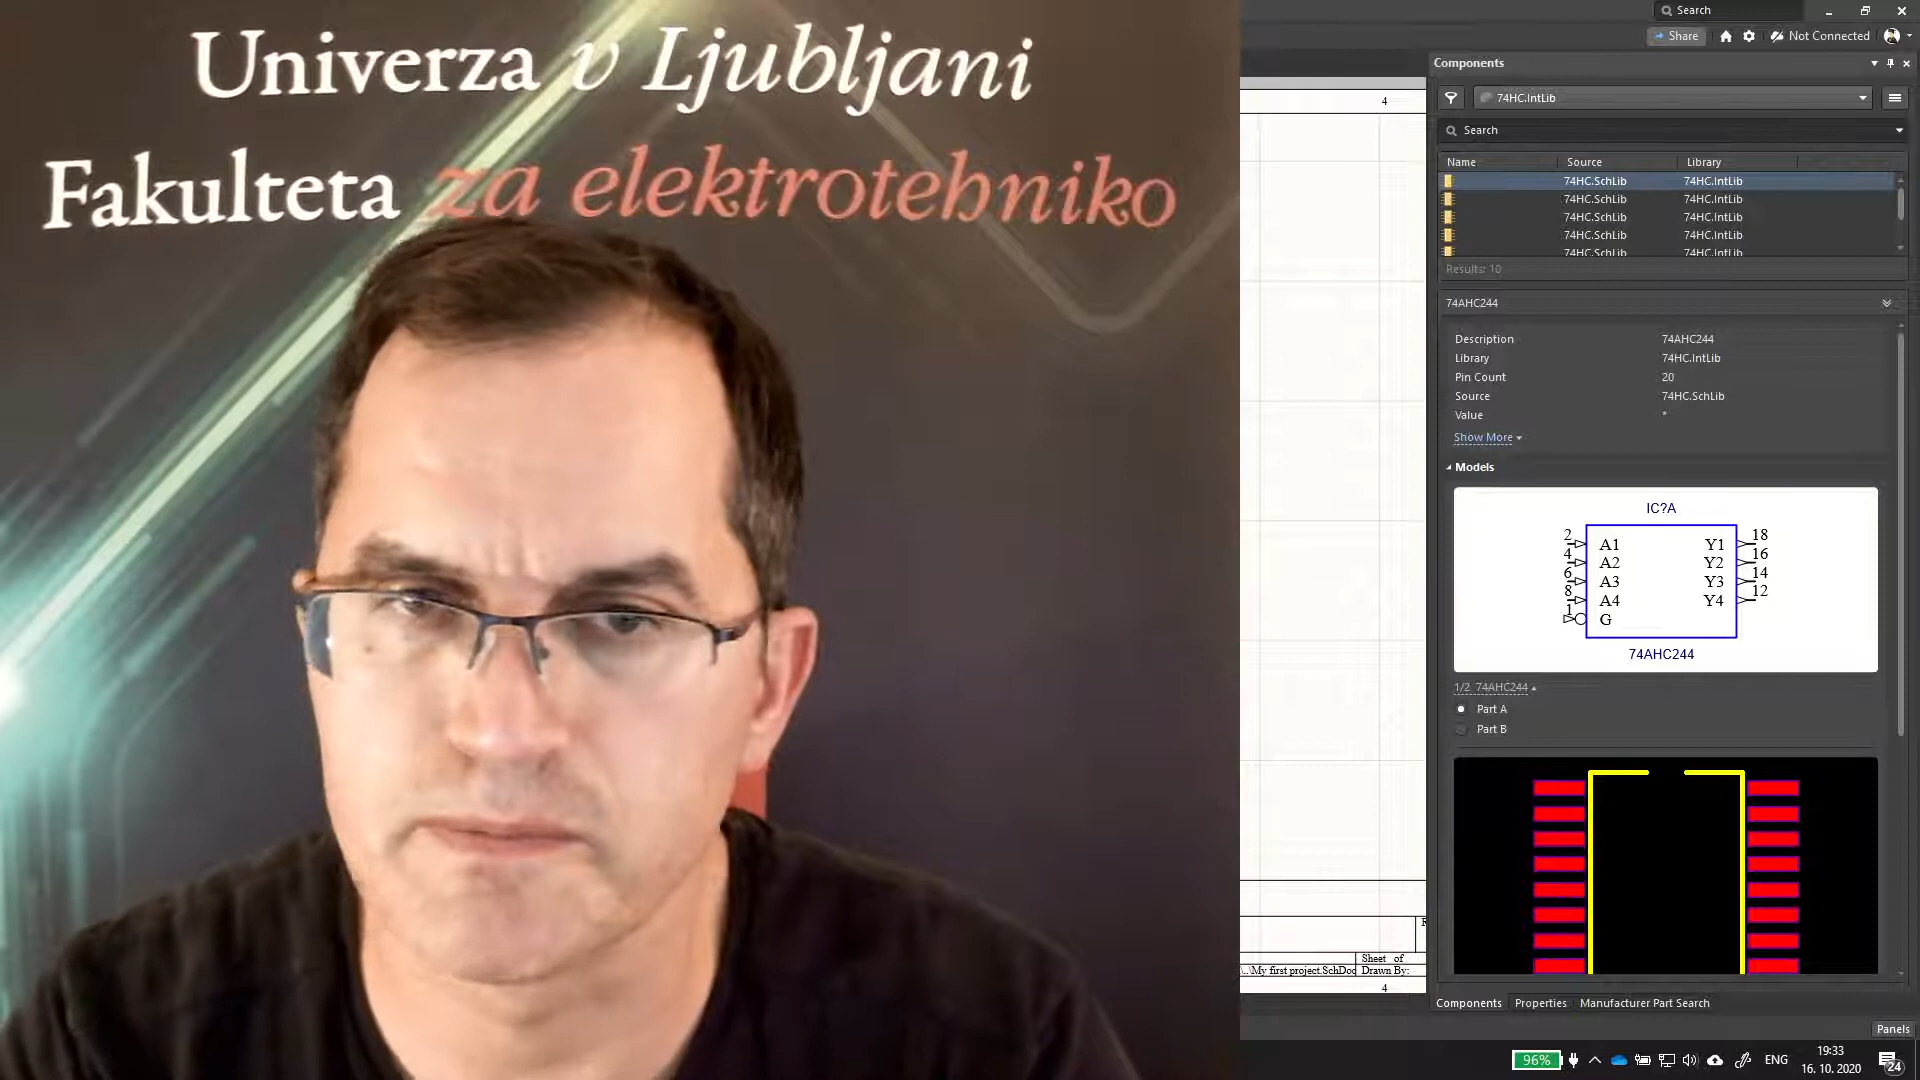 Univerza v Ljubljani
Fakulteta za elektrotehniko
Search
Share
Not Connected
Components
74HC.IntLib
Search
Name Source Library
74HC.SchLib 74HC.IntLib
74HC.SchLib 74HC.IntLib
74HC.SchLib 74HC.IntLib
74HC.SchLib 74HC.IntLib
74HC.SchLib 74HC.IntLib
Results: 10
74AHC244
Description 74AHC244
Library 74HC.IntLib
Pin Count 20
Source 74HC.SchLib
Value *
Show More
Models
IC?A
2 A1 Y1 18
4 A2 Y2 16
6 A3 Y3 14
8 A4 Y4 12
1 G
74AHC244
1/2 74AHC244
Part A
Part B
4
Sheet of
\..\My first project.SchDoc Drawn By:
4
Components Properties Manufacturer Part Search
Panels
96%
ENG
19:33
16. 10. 2020
24